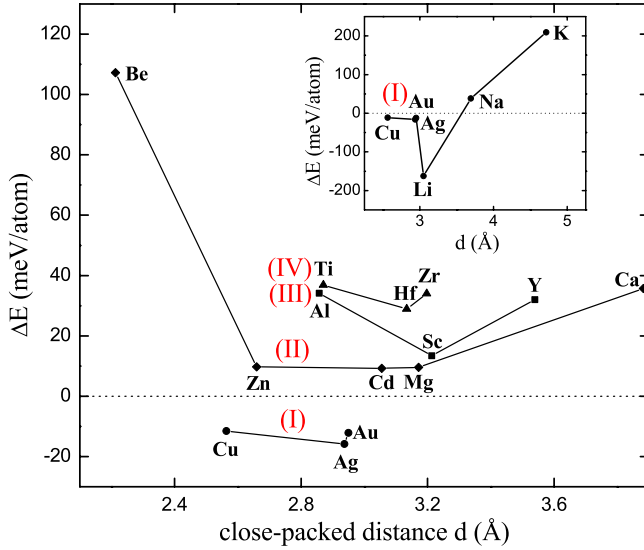 ΔE (meV/atom)
120
100
80
60
40
20
0
-20
2.4
2.8
3.2
3.6
close-packed distance d (Å)
Be
(IV)
Ti
Hf
Zr
(III)
Al
Sc
Y
Ca
(II)
Zn
Cd
Mg
(I)
Cu
Ag
Au
ΔE (meV/atom)
200
100
0
-100
-200
3
4
5
d (Å)
(I)
Cu
Au
Ag
Li
Na
K